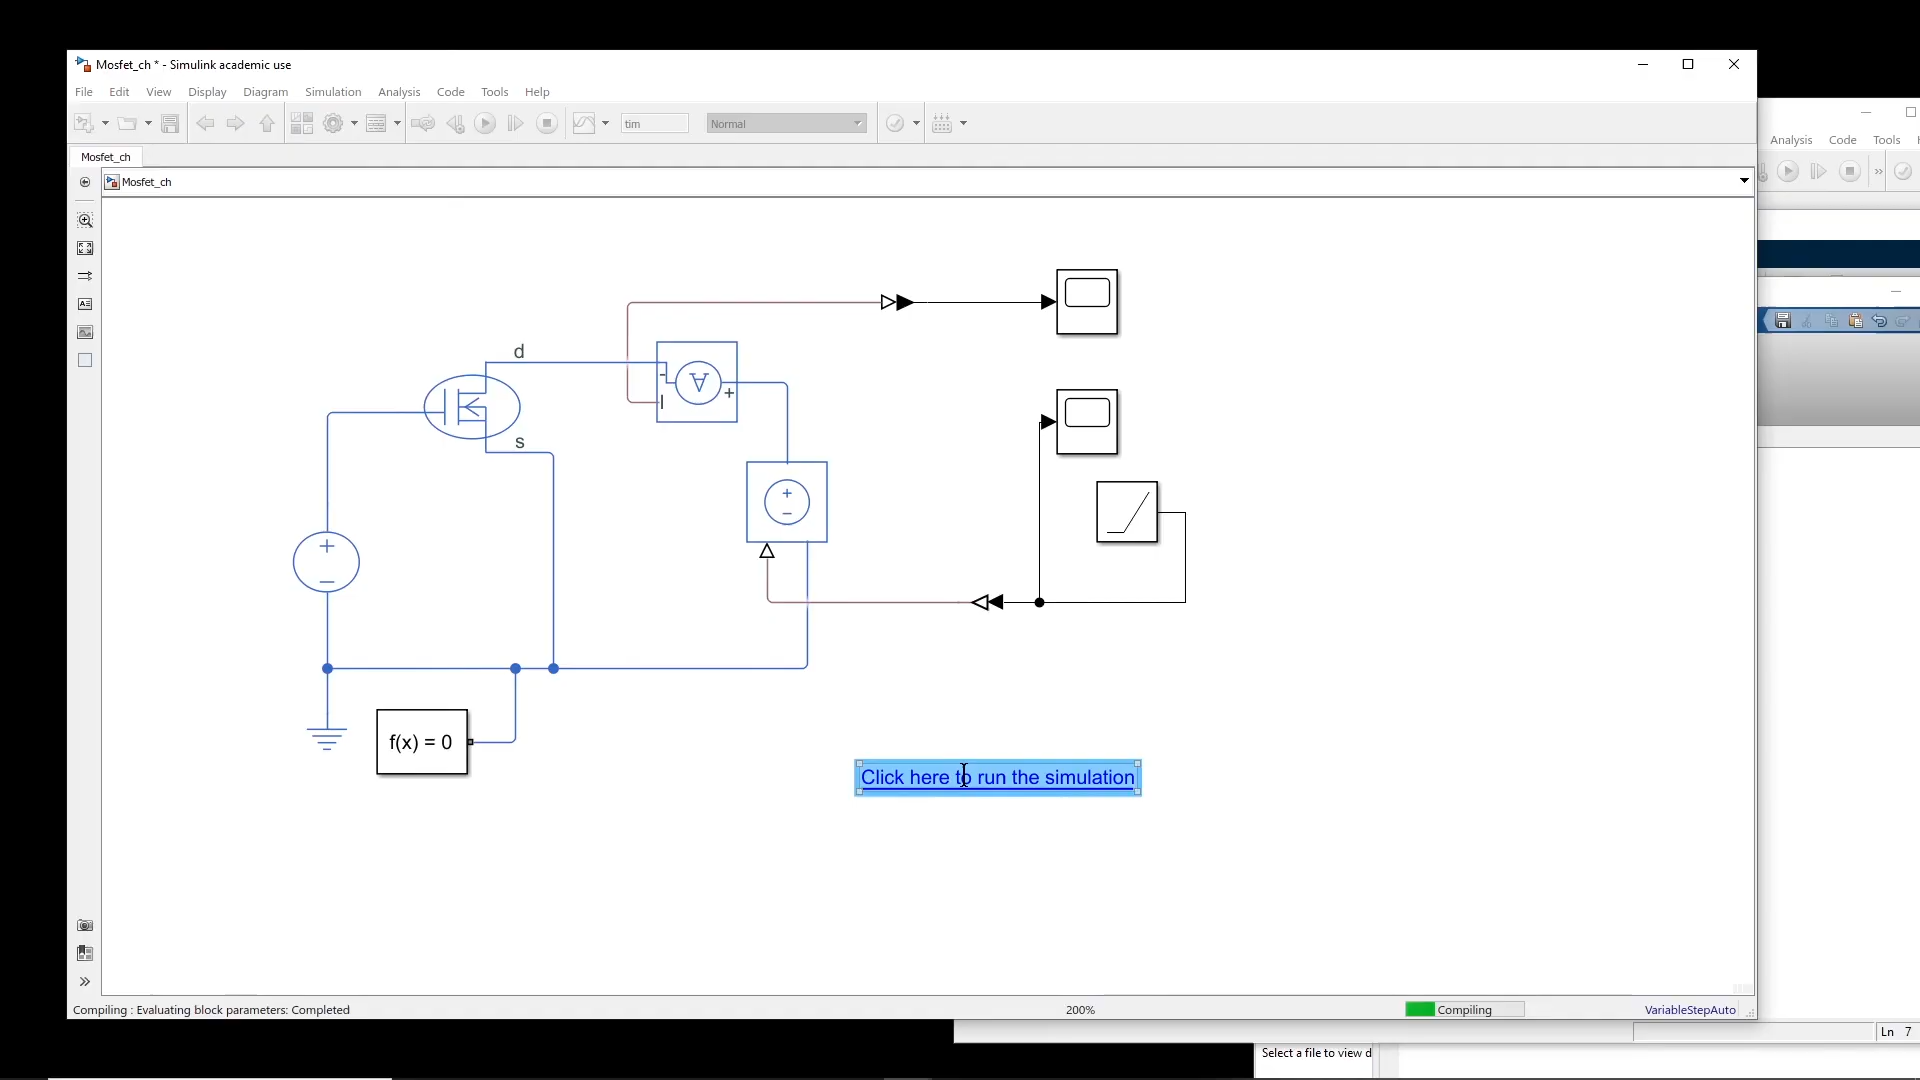 Mosfet_ch * - Simulink academic use
File Edit View Display Diagram Simulation Analysis Code Tools Help
tim
Normal
Mosfet_ch
Mosfet_ch
Analysis Code Tools
d
s
A
+
-
I
+
-
+
-
f(x) = 0
Click here to run the simulation
Compiling : Evaluating block parameters: Completed
200%
Compiling
VariableStepAuto
Ln 7
Select a file to view d